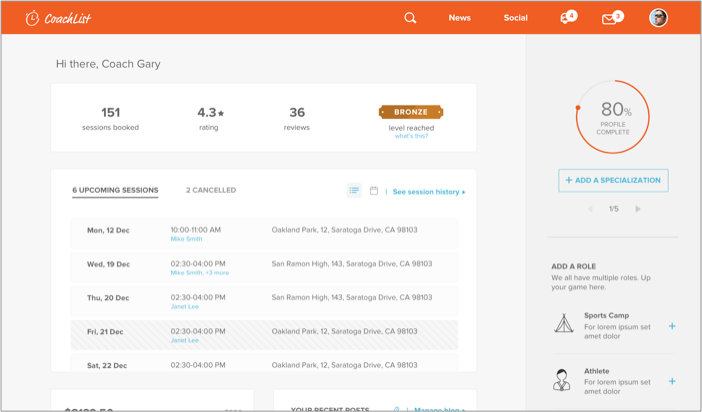 CoachList
News
Social
4
3
Hi there, Coach Gary
151
sessions booked
4.3★
rating
36
reviews
BRONZE
level reached
what's this?
80%
PROFILE
COMPLETE
+ ADD A SPECIALIZATION
1/5
6 UPCOMING SESSIONS
2 CANCELLED
See session history
Mon, 12 Dec
10:00-11:00 AM
Mike Smith
Oakland Park, 12, Saratoga Drive, CA 98103
Wed, 19 Dec
02:30-04:00 PM
Mike Smith, +3 more
San Ramon High, 143, Saratoga Drive, CA 98103
Thu, 20 Dec
02:30-04:00 PM
Janet Lee
Oakland Park, 12, Saratoga Drive, CA 98103
Fri, 21 Dec
02:30-04:00 PM
Janet Lee
Oakland Park, 12, Saratoga Drive, CA 98103
Sat, 22 Dec
02:30-04:00 PM
Oakland Park, 12, Saratoga Drive, CA 98103
ADD A ROLE
We all have multiple roles. Up
your game here.
Sports Camp
For lorem ipsum set
amet dolor
+
Athlete
For lorem ipsum set
amet dolor
+
YOUR RECENT POSTS
Manage blog